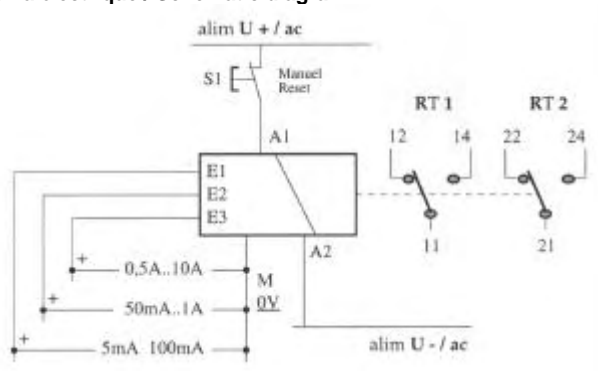 alim U + / ac
S1
Manuel
Reset
RT 1
RT 2
A1
12
14
22
24
E1
E2
E3
11
21
A2
+
0,5A..10A
M
+
50mA..1A
0V
+
5mA 100mA
alim U - / ac